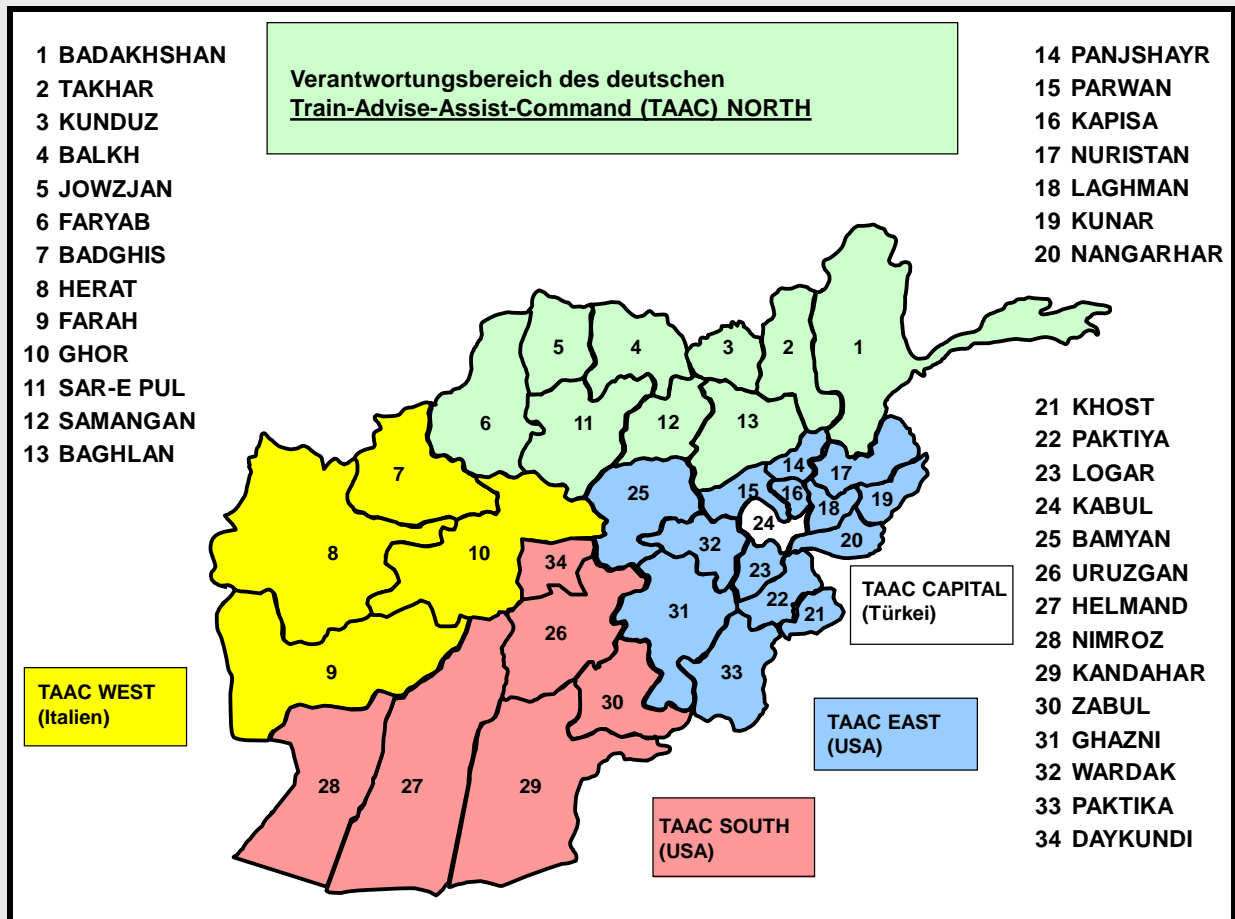 1 BADAKHSHAN
2 TAKHAR
3 KUNDUZ
4 BALKH
5 JOWZJAN
6 FARYAB
7 BADGHIS
8 HERAT
9 FARAH
10 GHOR
11 SAR-E PUL
12 SAMANGAN
13 BAGHLAN
Verantwortungsbereich des deutschen
Train-Advise-Assist-Command (TAAC) NORTH
14 PANJSHAYR
15 PARWAN
16 KAPISA
17 NURISTAN
18 LAGHMAN
19 KUNAR
20 NANGARHAR
21 KHOST
22 PAKTIYA
23 LOGAR
24 KABUL
25 BAMYAN
26 URUZGAN
27 HELMAND
28 NIMROZ
29 KANDAHAR
30 ZABUL
31 GHAZNI
32 WARDAK
33 PAKTIKA
34 DAYKUNDI
5
4
3
2
1
6
11
12
13
7
25
14
17
15
16
19
18
24
20
32
8
10
34
23
22
21
31
26
9
33
30
28
27
29
TAAC CAPITAL
(Türkei)
TAAC WEST
(Italien)
TAAC EAST
(USA)
TAAC SOUTH
(USA)